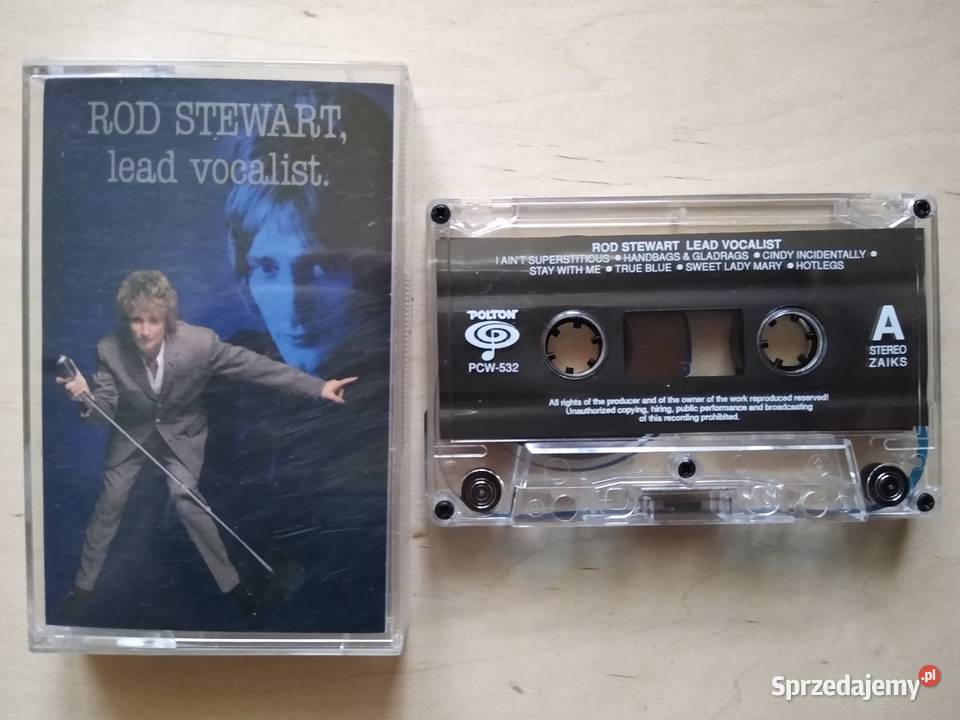 ROD STEWART,
lead vocalist.
ROD STEWART LEAD VOCALIST
I AIN'T SUPERSTITIOUS • HANDBAGS & GLADRAGS • CINDY INCIDENTALLY •
STAY WITH ME • TRUE BLUE • SWEET LADY MARY • HOTLEGS
POLTON
PCW-532
A
STEREO
ZAIKS
All rights of the producer and of the owner of the work reproduced reserved!
Unauthorized copying, hiring, public performance and broadcasting
of this recording prohibited.
Sprzedajemy.pl